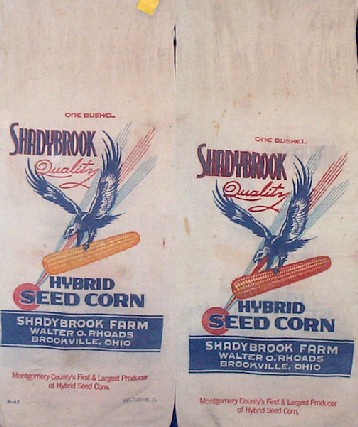 ONE BUSHEL
SHADYBROOK
Quality
HYBRID
SEED CORN
SHADYBROOK FARM
WALTER O. RHOADS
BROOKVILLE, OHIO
Montgomery County's First & Largest Producer
of Hybrid Seed Corn.
ONE BUSHEL
SHADYBROOK
Quality
HYBRID
SEED CORN
SHADYBROOK FARM
WALTER O. RHOADS
BROOKVILLE, OHIO
Montgomery County's First & Largest Producer
of Hybrid Seed Corn.